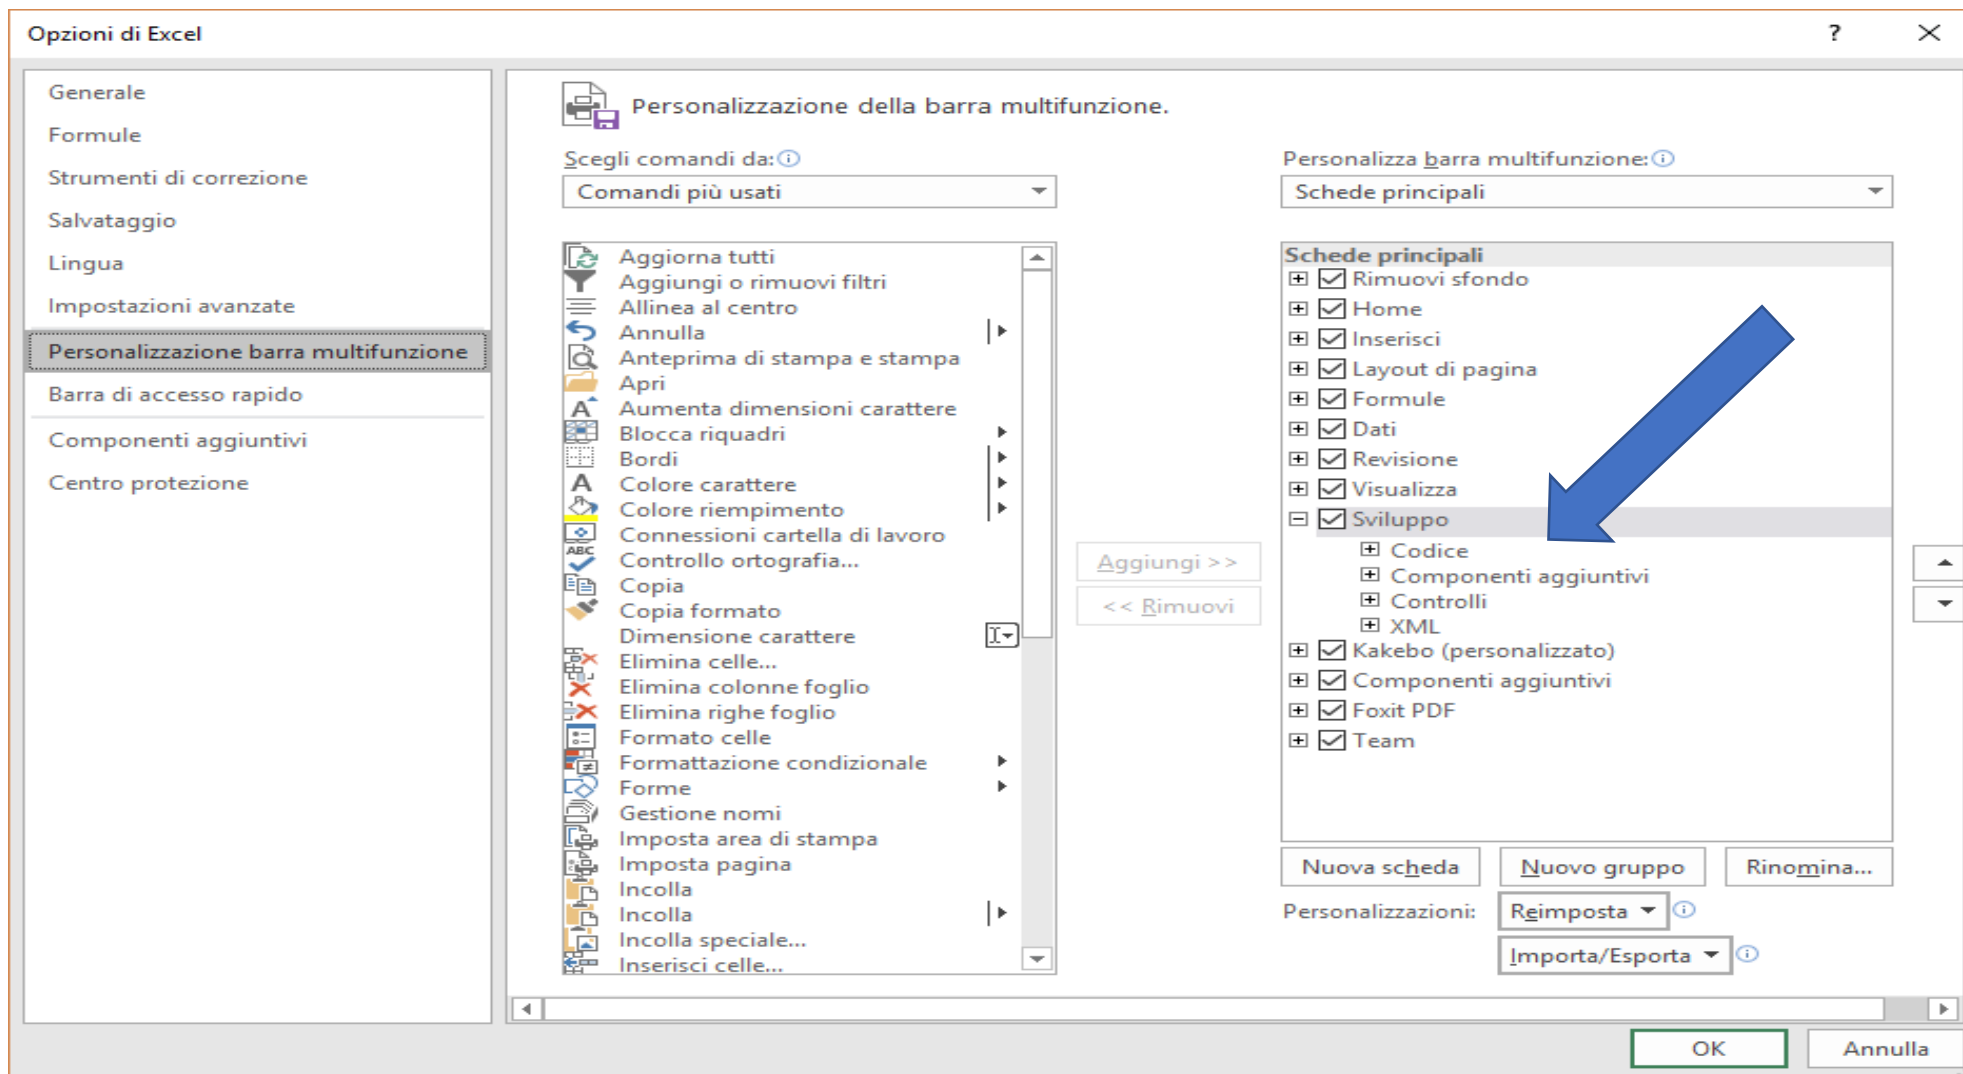 Opzioni di Excel
?
Generale
Formule
Strumenti di correzione
Salvataggio
Lingua
Impostazioni avanzate
Personalizzazione barra multifunzione
Barra di accesso rapido
Componenti aggiuntivi
Centro protezione
Personalizzazione della barra multifunzione.
Scegli comandi da:
Comandi più usati
Aggiorna tutti
Aggiungi o rimuovi filtri
Allinea al centro
Annulla
Anteprima di stampa e stampa
Apri
Aumenta dimensioni carattere
Blocca riquadri
Bordi
Colore carattere
Colore riempimento
Connessioni cartella di lavoro
Controllo ortografia...
Copia
Copia formato
Dimensione carattere
Elimina celle...
Elimina colonne foglio
Elimina righe foglio
Formato celle
Formattazione condizionale
Forme
Gestione nomi
Imposta area di stampa
Imposta pagina
Incolla
Incolla
Incolla speciale...
Inserisci celle...
Aggiungi >>
<< Rimuovi
Personalizza barra multifunzione:
Schede principali
Schede principali
Rimuovi sfondo
Home
Inserisci
Layout di pagina
Formule
Dati
Revisione
Visualizza
Sviluppo
Codice
Componenti aggiuntivi
Controlli
XML
Kakebo (personalizzato)
Componenti aggiuntivi
Foxit PDF
Team
Nuova scheda Nuovo gruppo Rinomina...
Personalizzazioni: Reimposta
Importa/Esporta
OK Annulla